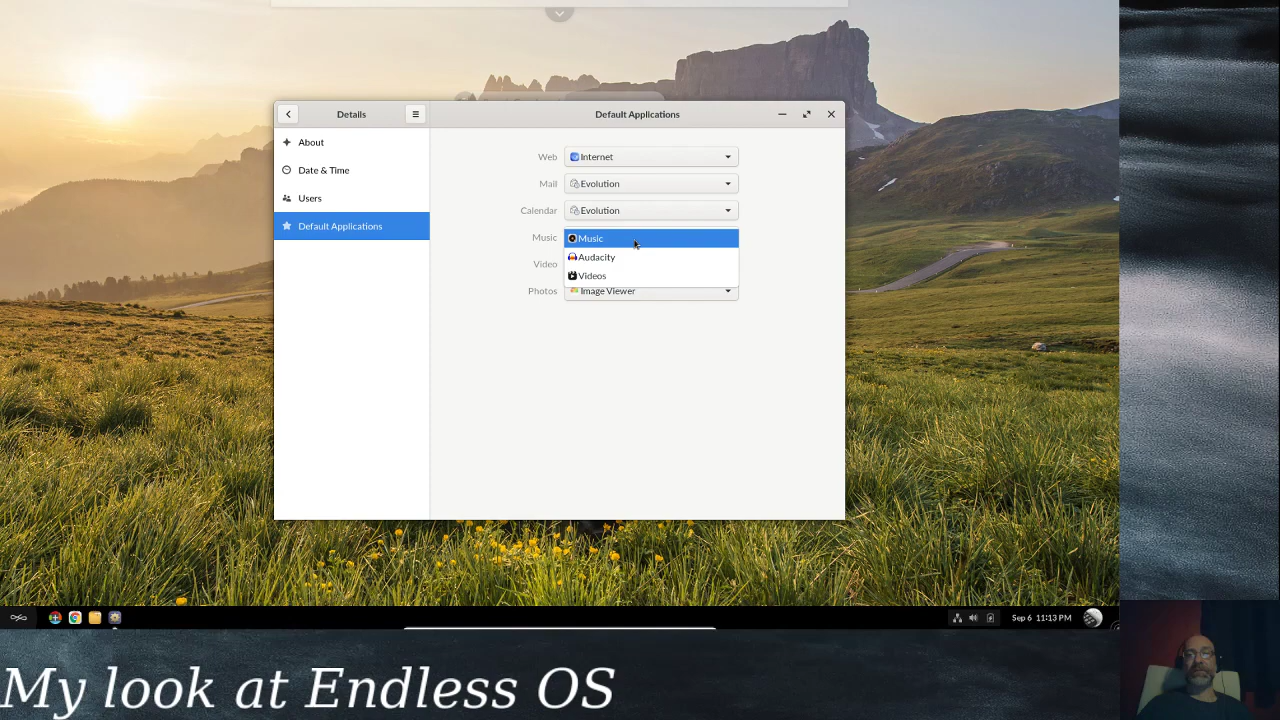 Details
Default Applications
About
Date & Time
Users
Default Applications
Web
Internet
Mail
Evolution
Calendar
Evolution
Music
Music
Audacity
Video
Videos
Photos
Image Viewer
Sep 6 11:13 PM
My look at Endless OS